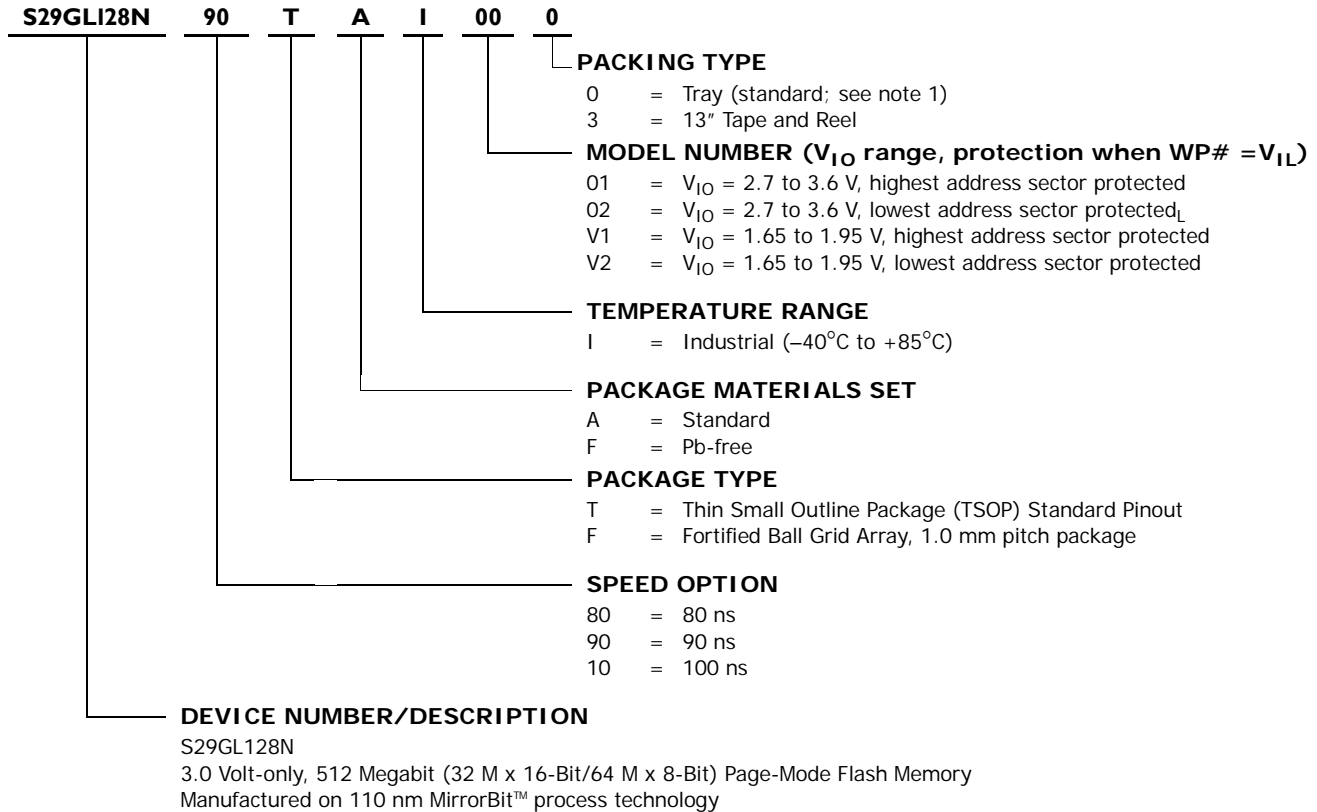 S29GLI28N 90 T A I 00 0
PACKING TYPE
0 = Tray (standard; see note 1)
3 = 13″ Tape and Reel
MODEL NUMBER (VIO range, protection when WP# =VIL)
01 = VIO = 2.7 to 3.6 V, highest address sector protected
02 = VIO = 2.7 to 3.6 V, lowest address sector protectedL
V1 = VIO = 1.65 to 1.95 V, highest address sector protected
V2 = VIO = 1.65 to 1.95 V, lowest address sector protected
TEMPERATURE RANGE
I = Industrial (–40°C to +85°C)
PACKAGE MATERIALS SET
A = Standard
F = Pb-free
PACKAGE TYPE
T = Thin Small Outline Package (TSOP) Standard Pinout
F = Fortified Ball Grid Array, 1.0 mm pitch package
SPEED OPTION
80 = 80 ns
90 = 90 ns
10 = 100 ns
DEVICE NUMBER/DESCRIPTION
S29GL128N
3.0 Volt-only, 512 Megabit (32 M x 16-Bit/64 M x 8-Bit) Page-Mode Flash Memory
Manufactured on 110 nm MirrorBit™ process technology